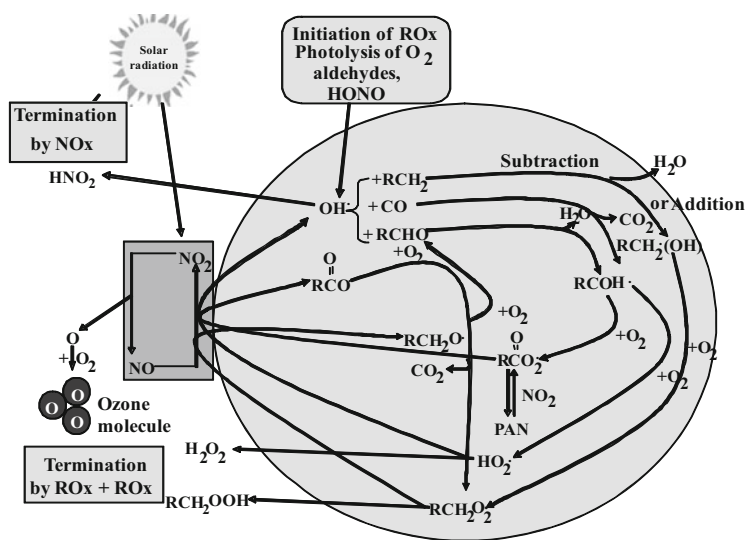 Solar
radiation
Initiation of ROx
Photolysis of O2
aldehydes,
HONO
Termination
by NOx
HNO2
OH·
+RCH2
+ CO
+ RCHO
+O2
Subtraction
H2O
or Addition
H2O
CO2
RCH2·(OH)
RCOH·
NO2
NO
O
RCO·
+O2
RCH2O·
CO2
O
RCO2·
+O2
+O2
+O2
NO2
PAN
O
+ O2
O
O
O
Ozone
molecule
H2O2
HO2·
Termination
by ROx + ROx
RCH2OOH
RCH2O2